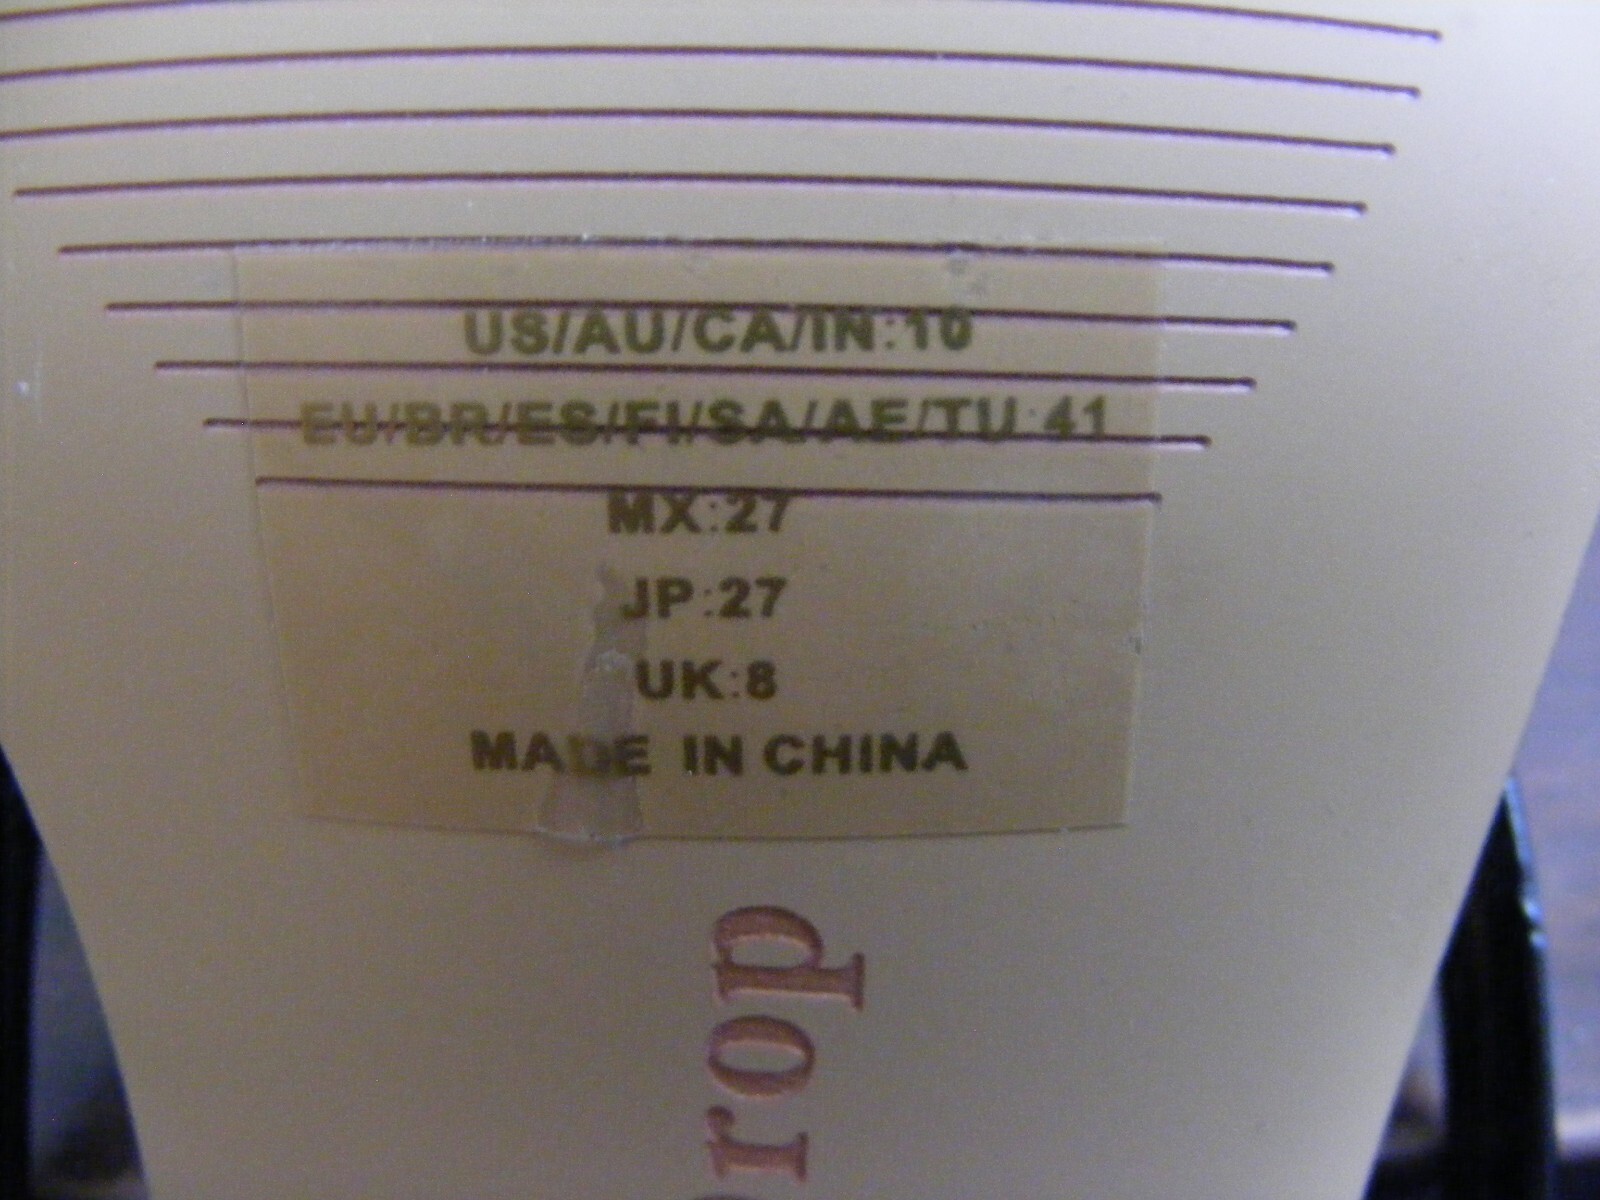 US/AU/CA/IN:10
EU/BR/ES/FI/SA/AE/TU:41
MX:27
JP:27
UK:8
MADE IN CHINA
rop